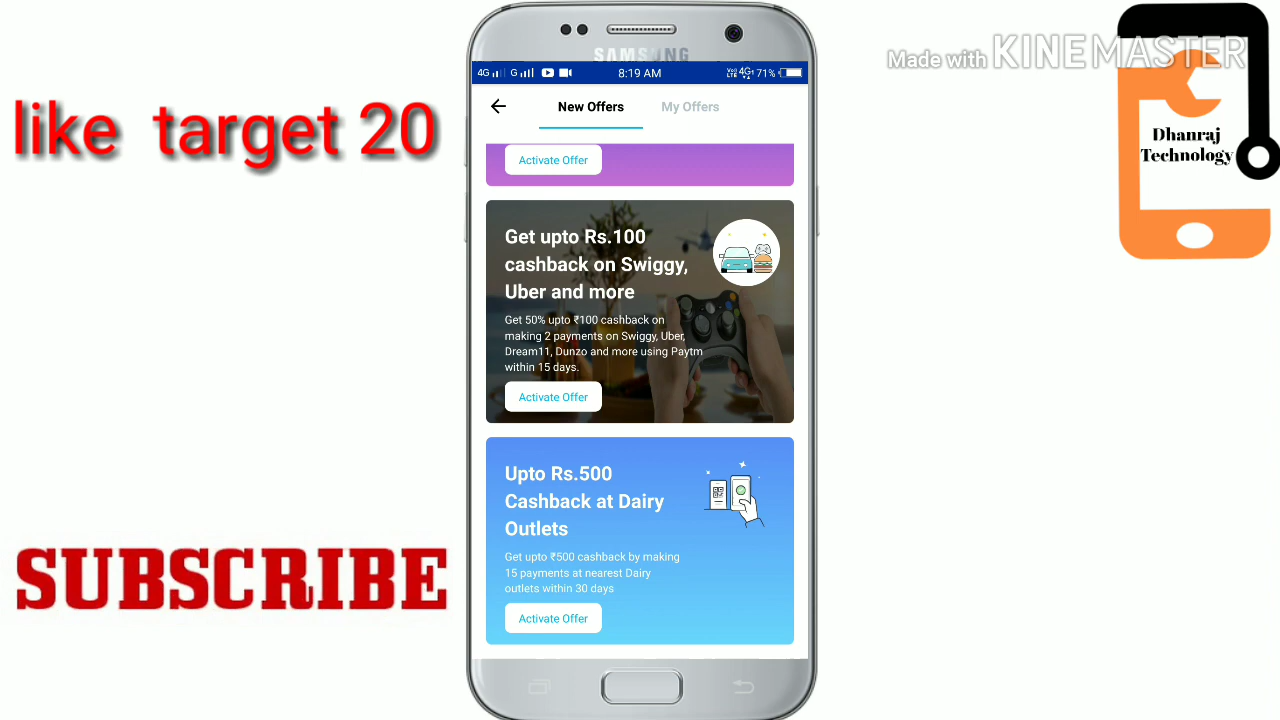 Made with KINEMASTER
like target 20
SUBSCRIBE
Dhanraj
Technology
SAMSUNG
4G G 8:19 AM VoLTE 4G 71%
New Offers My Offers
Activate Offer
Get upto Rs.100
cashback on Swiggy,
Uber and more
Get 50% upto ₹100 cashback on
making 2 payments on Swiggy, Uber,
Dream11, Dunzo and more using Paytm
within 15 days.
Activate Offer
Upto Rs.500
Cashback at Dairy
Outlets
Get upto ₹500 cashback by making
15 payments at nearest Dairy
outlets within 30 days
Activate Offer